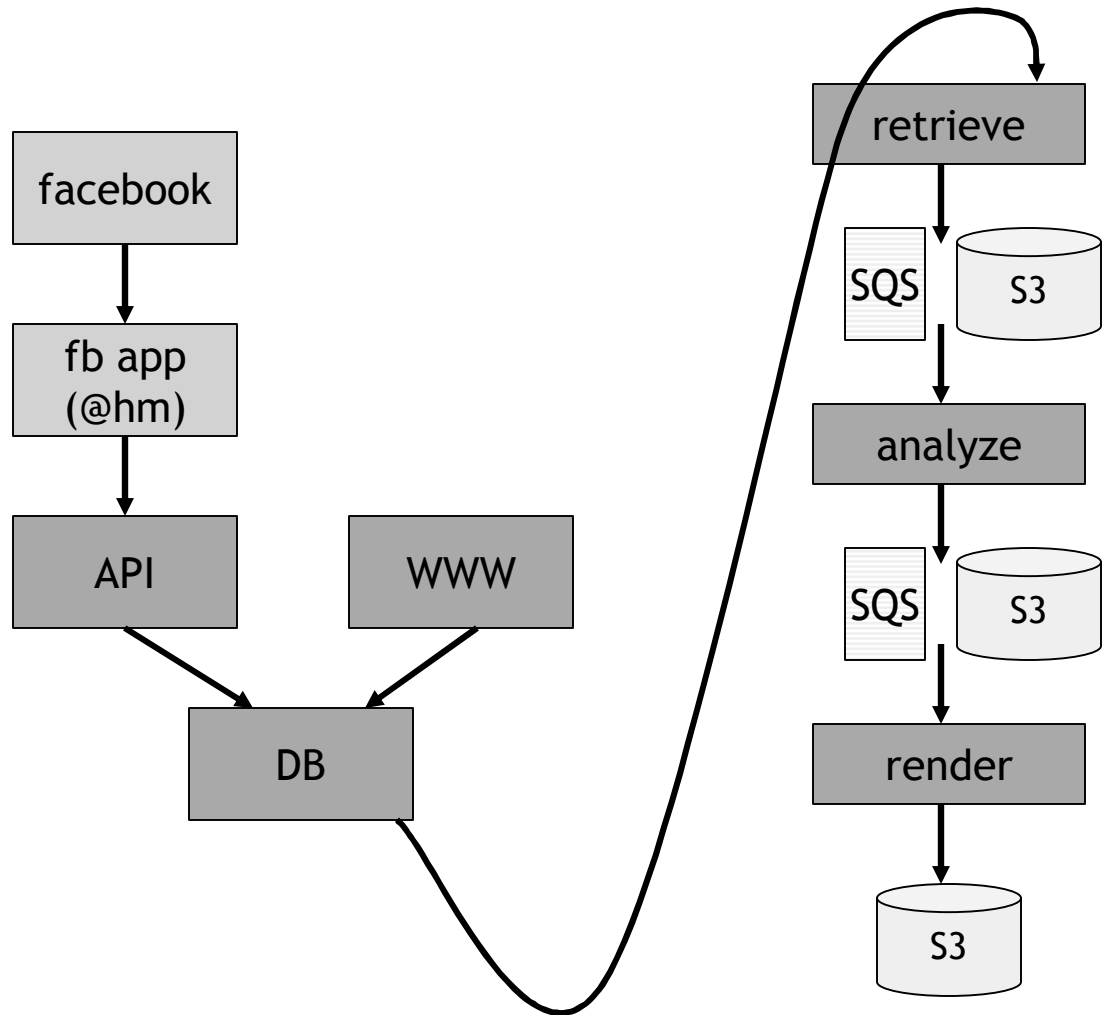 facebook
fb app
(@hm)
API
WWW
DB
retrieve
SQS
S3
analyze
SQS
S3
render
S3